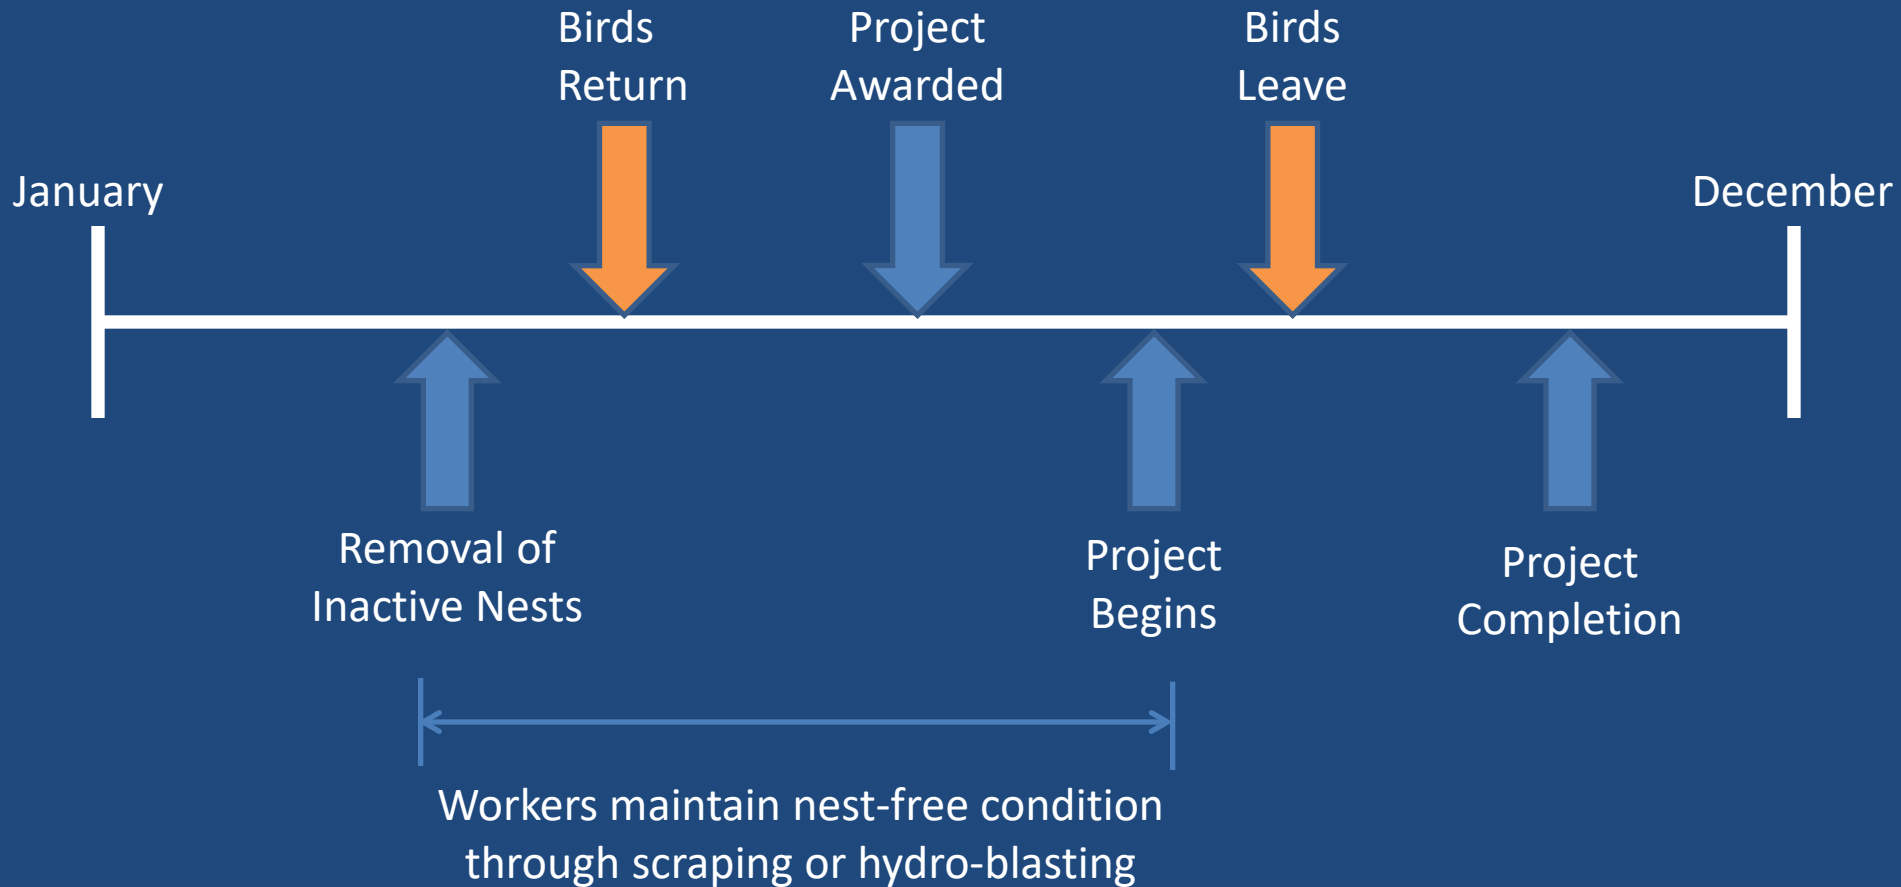 Birds
Return
Project
Awarded
Birds
Leave
January
December
Removal of
Inactive Nests
Project
Begins
Project
Completion
Workers maintain nest-free condition
through scraping or hydro-blasting